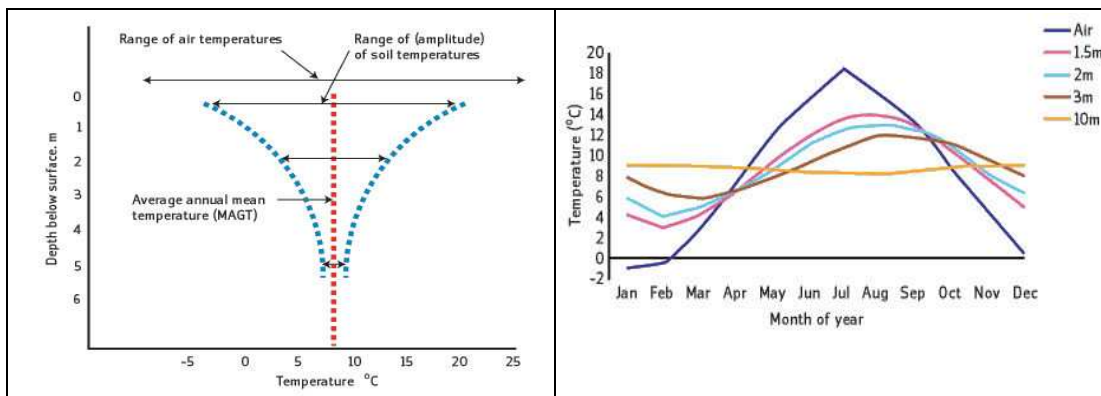 Range of air temperatures
Range of (amplitude)
of soil temperatures
0
1
2
3
4
5
6
Depth below surface. m
Average annual mean
temperature (MAGT)
-5
0
5
10
15
20
25
Temperature °C
Air
1.5m
2m
3m
10m
20
18
16
14
12
10
8
6
4
2
0
-2
Temperature (°C)
Jan Feb Mar Apr May Jun Jul Aug Sep Oct Nov Dec
Month of year